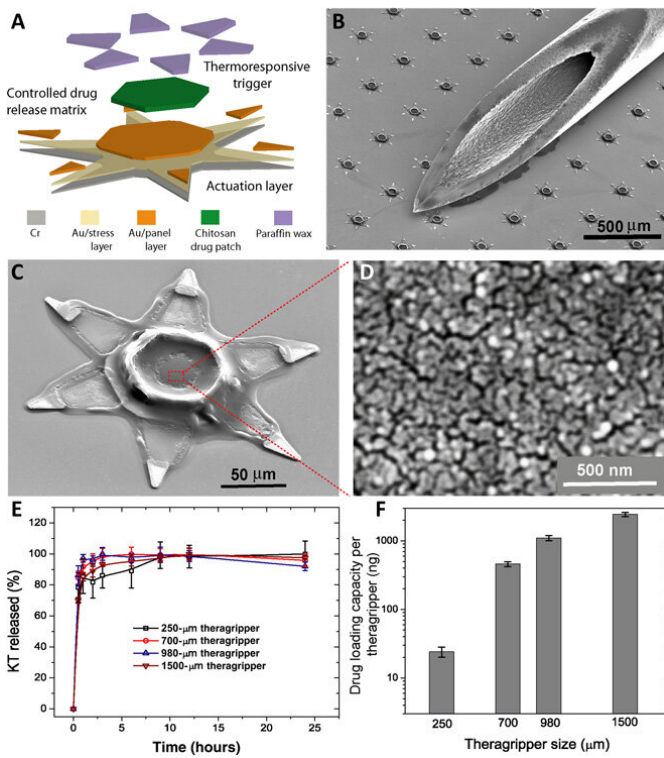 A
Thermoresponsive
trigger
Controlled drug
release matrix
Actuation layer
Cr
Au/stress
layer
Au/panel
layer
Chitosan
drug patch
Paraffin wax
B
500 μm
C
50 μm
D
500 nm
E
KT released (%)
120
100
80
60
40
20
0
250-μm theragripper
700-μm theragripper
980-μm theragripper
1500-μm theragripper
0 5 10 15 20 25
Time (hours)
F
Drug loading capacity per
theragripper (ng)
1000
100
10
250 700 980 1500
Theragripper size (μm)